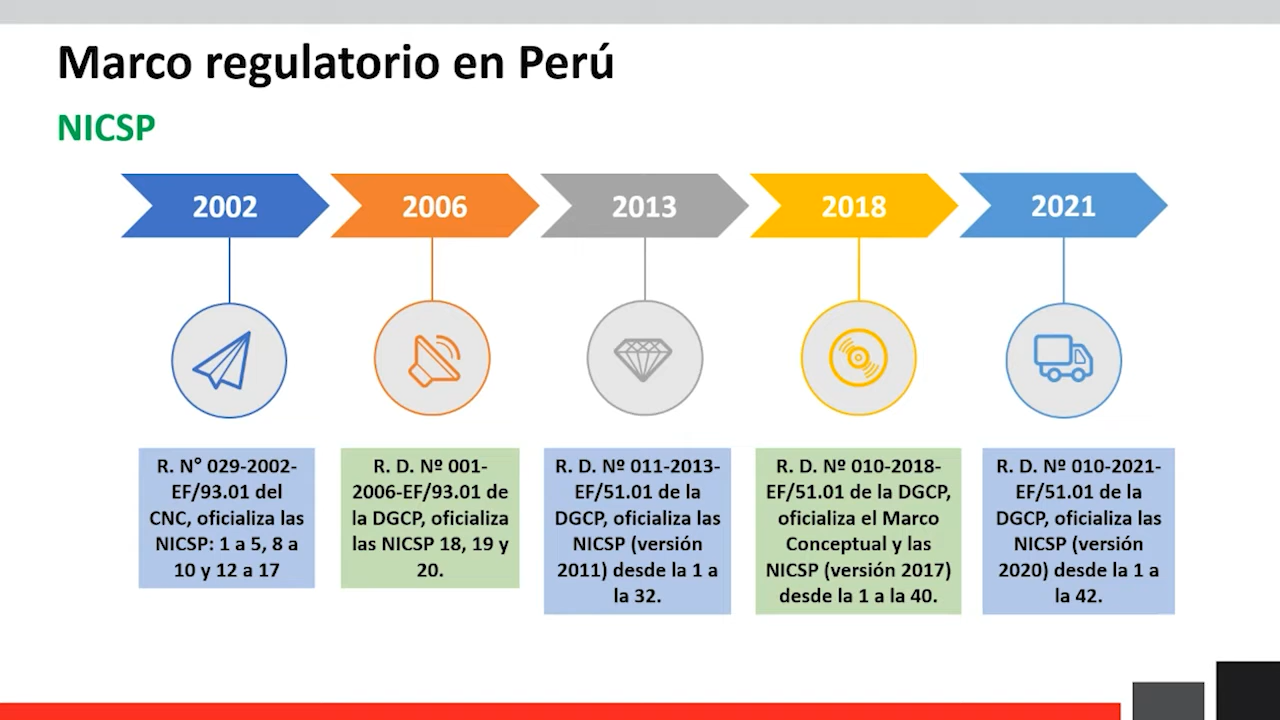 Marco regulatorio en Perú
NICSP
2002
2006
2013
2018
2021
R. N° 029-2002-
EF/93.01 del
CNC, oficializa las
NICSP: 1 a 5, 8 a
10 y 12 a 17
R. D. Nº 001-
2006-EF/93.01 de
la DGCP, oficializa
las NICSP 18, 19 y
20.
R. D. Nº 011-2013-
EF/51.01 de la
DGCP, oficializa las
NICSP (versión
2011) desde la 1 a
la 32.
R. D. Nº 010-2018-
EF/51.01 de la DGCP,
oficializa el Marco
Conceptual y las
NICSP (versión 2017)
desde la 1 a la 40.
R. D. Nº 010-2021-
EF/51.01 de la
DGCP, oficializa las
NICSP (versión
2020) desde la 1 a
la 42.